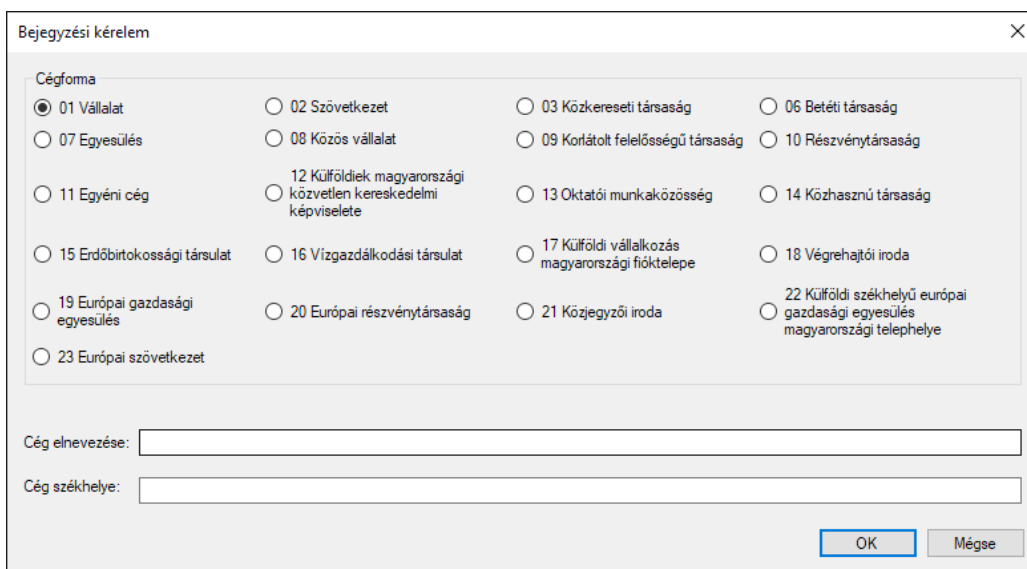 Bejegyzési kérelem
Cégforma
01 Vállalat
02 Szövetkezet
03 Közkereseti társaság
06 Betéti társaság
07 Egyesülés
08 Közös vállalat
09 Korlátolt felelősségű társaság
10 Részvénytársaság
11 Egyéni cég
12 Külföldiek magyarországi
közvetlen kereskedelmi
képviselete
13 Oktatói munkaközösség
14 Közhasznú társaság
15 Erdőbirtokossági társulat
16 Vízgazdálkodási társulat
17 Külföldi vállalkozás
magyarországi fióktelepe
18 Végrehajtói iroda
19 Európai gazdasági
egyesülés
20 Európai részvénytársaság
21 Közjegyzői iroda
22 Külföldi székhelyű európai
gazdasági egyesülés
magyarországi telephelye
23 Európai szövetkezet
Cég elnevezése:
Cég székhelye:
OK
Mégse